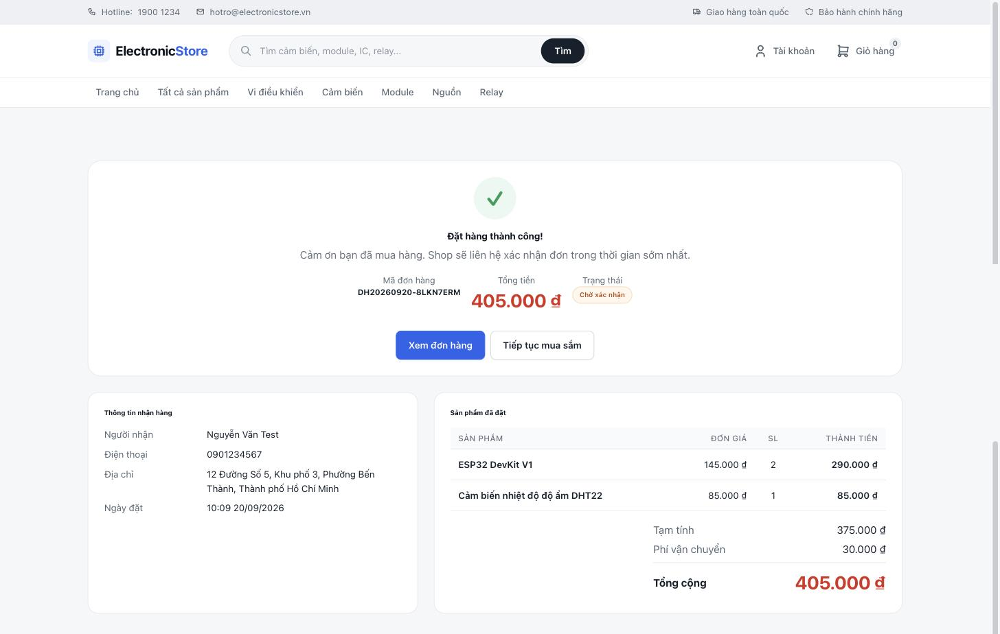 Hotline: 1900 1234
hotro@electronicstore.vn
Giao hàng toàn quốc
Bảo hành chính hãng
ElectronicStore
Tìm cảm biến, module, IC, relay...
Tìm
Tài khoản
Giỏ hàng
0
Trang chủ
Tất cả sản phẩm
Vi điều khiển
Cảm biến
Module
Nguồn
Relay
Đặt hàng thành công!
Cảm ơn bạn đã mua hàng. Shop sẽ liên hệ xác nhận đơn trong thời gian sớm nhất.
Mã đơn hàng
DH20260920-8LKN7ERM
Tổng tiền
405.000 ₫
Trạng thái
Chờ xác nhận
Xem đơn hàng
Tiếp tục mua sắm
Thông tin nhận hàng
Người nhận
Nguyễn Văn Test
Điện thoại
0901234567
Địa chỉ
12 Đường Số 5, Khu phố 3, Phường Bến
Thành, Thành phố Hồ Chí Minh
Ngày đặt
10:09 20/09/2026
Sản phẩm đã đặt
SẢN PHẨM
ĐƠN GIÁ
SL
THÀNH TIỀN
ESP32 DevKit V1
145.000 ₫
2
290.000 ₫
Cảm biến nhiệt độ độ ẩm DHT22
85.000 ₫
1
85.000 ₫
Tạm tính
375.000 ₫
Phí vận chuyển
30.000 ₫
Tổng cộng
405.000 ₫